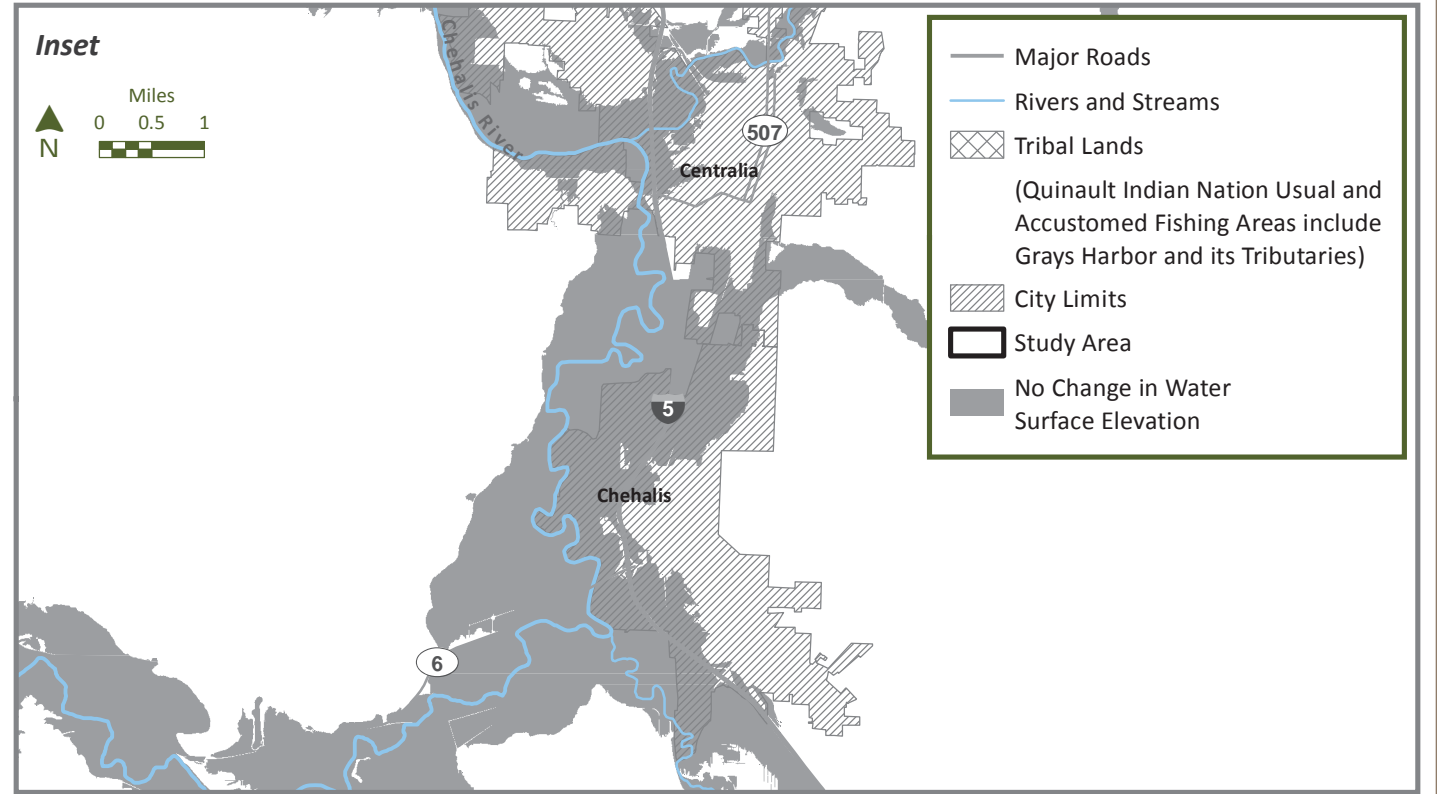 Inset
Miles
0 0.5 1
N
Chehalis River
507
Centralia
5
Chehalis
6
Major Roads
Rivers and Streams
Tribal Lands
(Quinault Indian Nation Usual and
Accustomed Fishing Areas include
Grays Harbor and its Tributaries)
City Limits
Study Area
No Change in Water
Surface Elevation